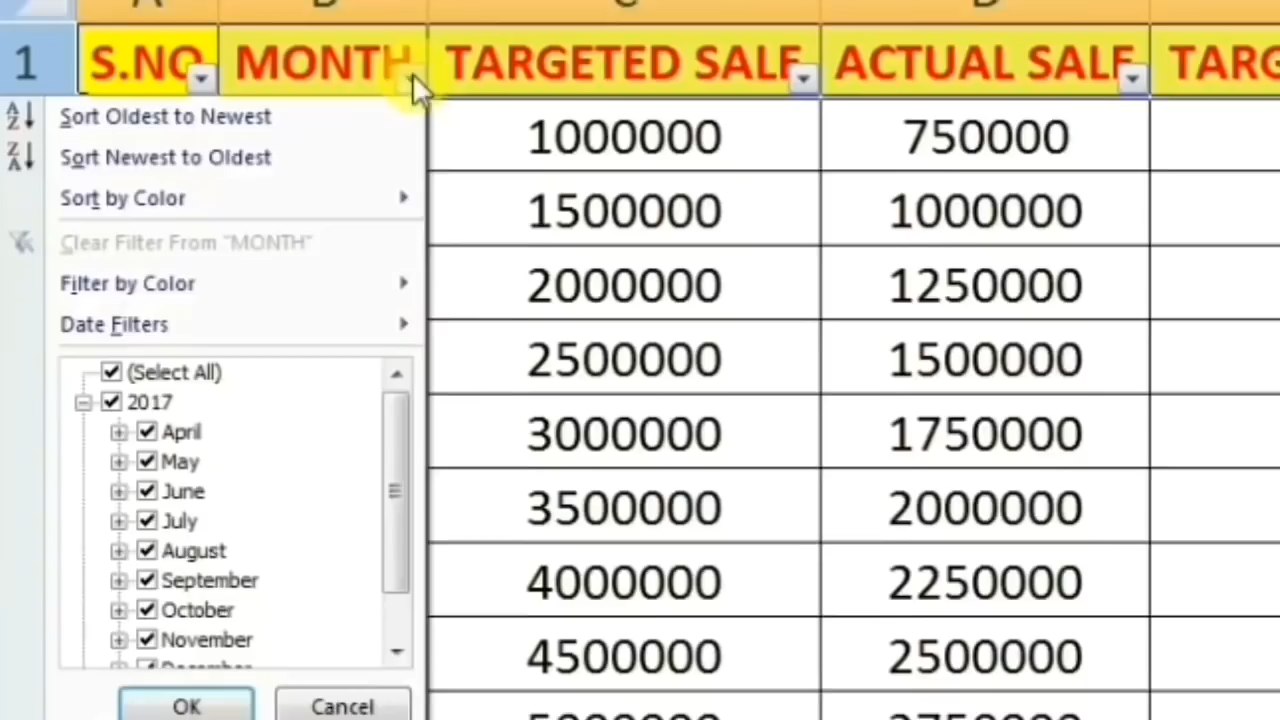 A B C D
1 S.NO MONTH TARGETED SALE ACTUAL SALE TARG
Sort Oldest to Newest
Sort Newest to Oldest
Sort by Color
Clear Filter From "MONTH"
Filter by Color
Date Filters
(Select All)
2017
April
May
June
July
August
September
October
November
December
OK Cancel
1000000 750000
1500000 1000000
2000000 1250000
2500000 1500000
3000000 1750000
3500000 2000000
4000000 2250000
4500000 2500000
5000000 2750000